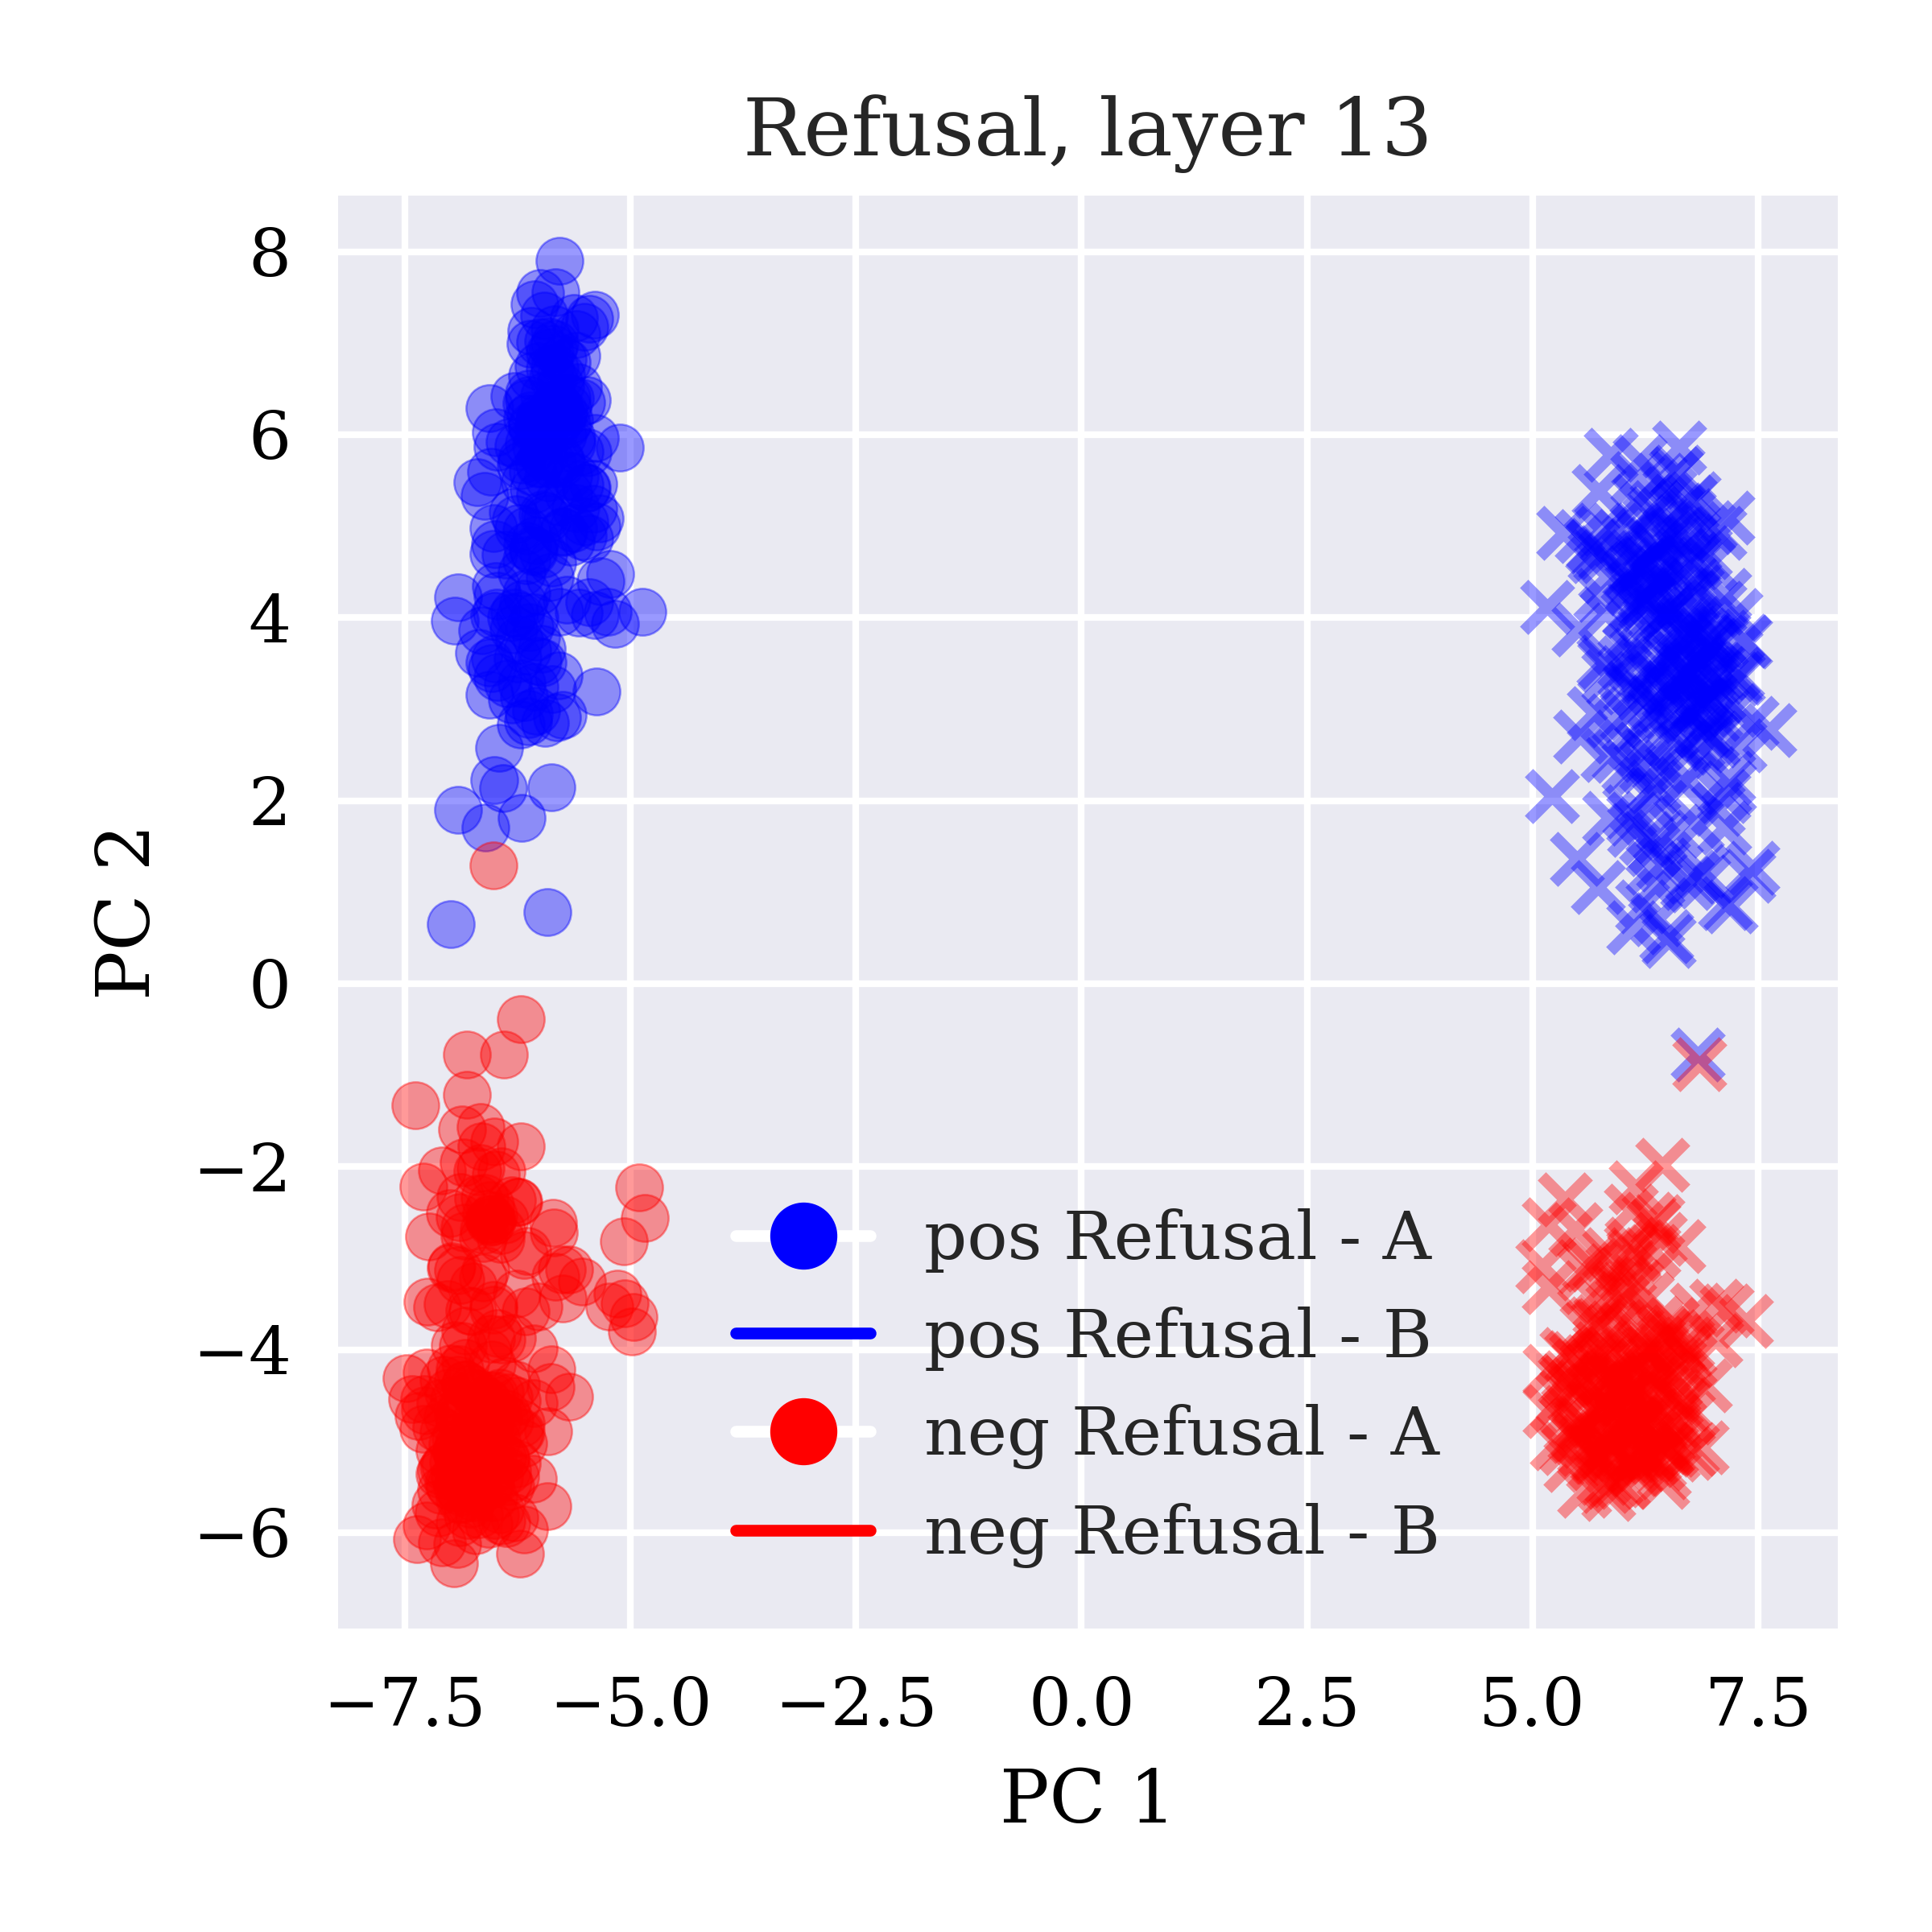 Refusal, layer 13
8
6
4
2
0
−2
−4
−6
PC 2
pos Refusal - A
pos Refusal - B
neg Refusal - A
neg Refusal - B
−7.5 −5.0 −2.5 0.0 2.5 5.0 7.5
PC 1